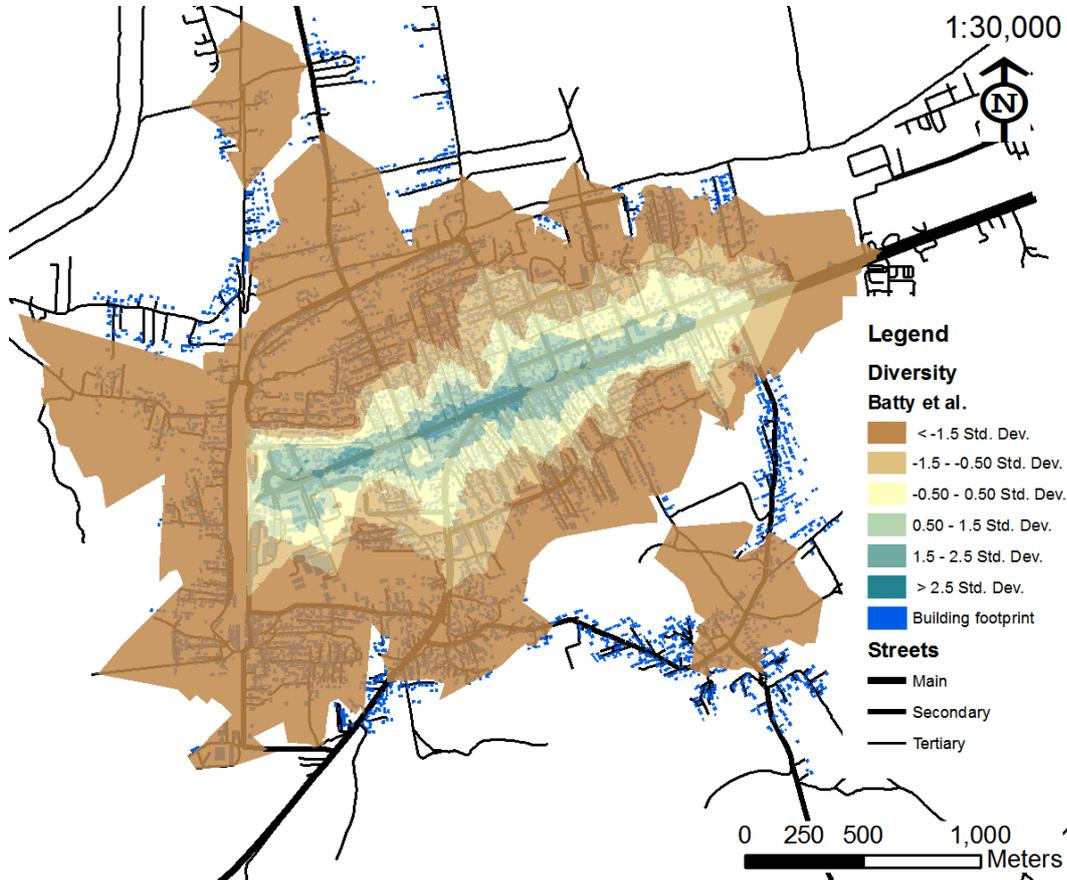 1:30,000
N
Legend
Diversity
Batty et al.
< -1.5 Std. Dev.
-1.5 - -0.50 Std. Dev.
-0.50 - 0.50 Std. Dev.
0.50 - 1.5 Std. Dev.
1.5 - 2.5 Std. Dev.
> 2.5 Std. Dev.
Building footprint
Streets
Main
Secondary
Tertiary
0 250 500 1,000
Meters